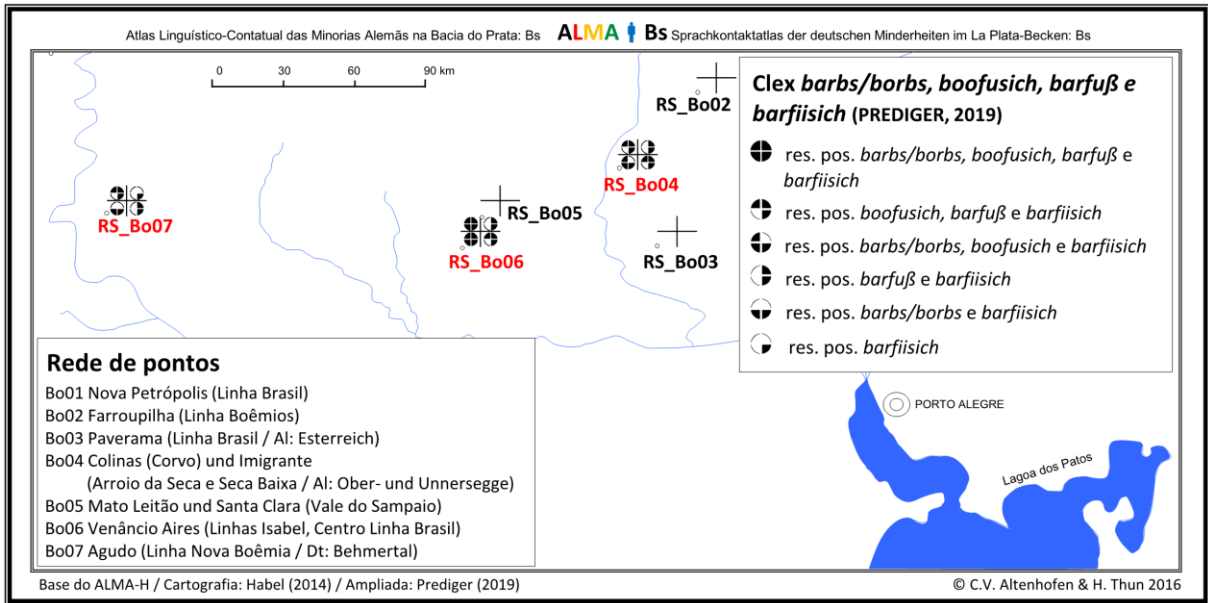 Atlas Linguístico-Contatual das Minorias Alemãs na Bacia do Prata: Bs ALMA Bs Sprachkontaktatlas der deutschen Minderheiten im La Plata-Becken: Bs
0 30 60 90 km
RS_Bo02
RS_Bo04
RS_Bo07
RS_Bo05
RS_Bo06
RS_Bo03
Clex barbs/borbs, boofusich, barfuß e
barfiisich (PREDIGER, 2019)
res. pos. barbs/borbs, boofusich, barfuß e
barfiisich
res. pos. boofusich, barfuß e barfiisich
res. pos. barbs/borbs, boofusich e barfiisich
res. pos. barfuß e barfiisich
res. pos. barbs/borbs e barfiisich
res. pos. barfiisich
Rede de pontos
Bo01 Nova Petrópolis (Linha Brasil)
Bo02 Farroupilha (Linha Boêmios)
Bo03 Paverama (Linha Brasil / Al: Esterreich)
Bo04 Colinas (Corvo) und Imigrante
(Arroio da Seca e Seca Baixa / Al: Ober- und Unnersegge)
Bo05 Mato Leitão und Santa Clara (Vale do Sampaio)
Bo06 Venâncio Aires (Linhas Isabel, Centro Linha Brasil)
Bo07 Agudo (Linha Nova Boêmia / Dt: Behmertal)
PORTO ALEGRE
Lagoa dos Patos
Base do ALMA-H / Cartografia: Habel (2014) / Ampliada: Prediger (2019)
© C.V. Altenhofen & H. Thun 2016